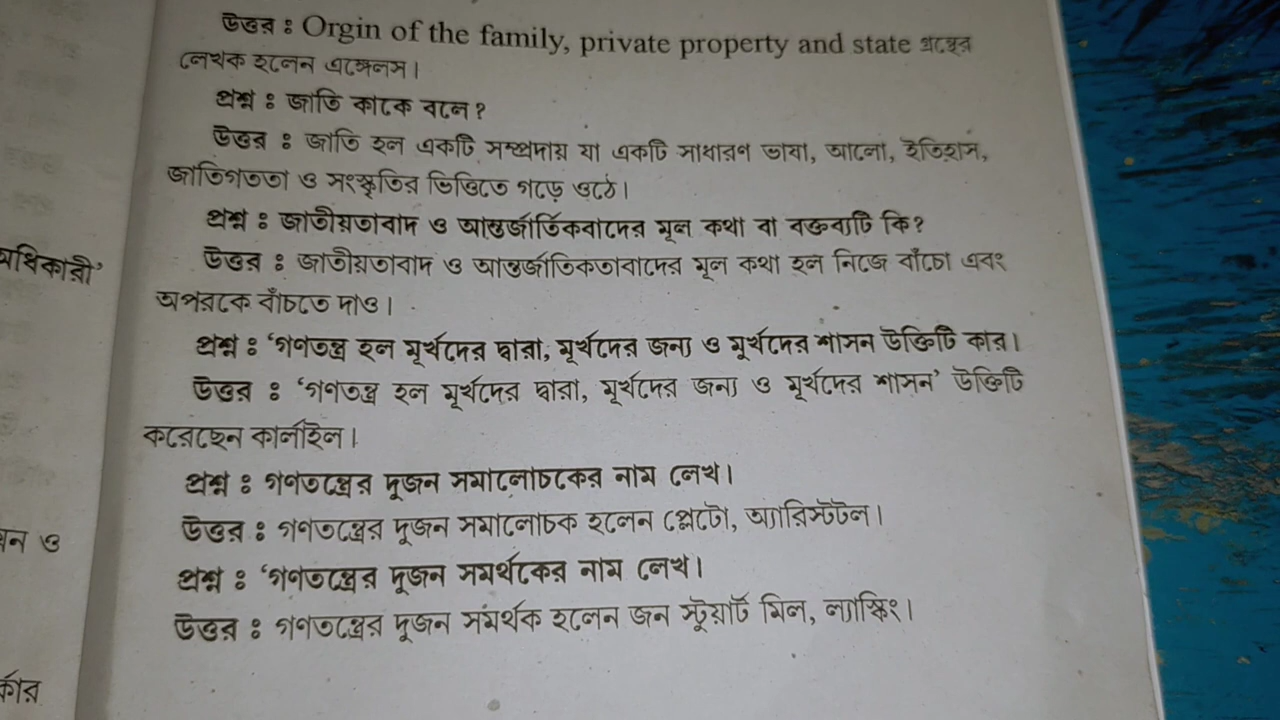 উত্তর : Orgin of the family, private property and state গ্রন্থের
লেখক হলেন এঙ্গেলস।
প্রশ্ন : জাতি কাকে বলে?
উত্তর : জাতি হল একটি সম্প্রদায় যা একটি সাধারণ ভাষা, আলো, ইতিহাস,
জাতিগততা ও সংস্কৃতির ভিত্তিতে গড়ে ওঠে।
প্রশ্ন : জাতীয়তাবাদ ও আন্তর্জার্তিকবাদের মূল কথা বা বক্তব্যটি কি?
উত্তর : জাতীয়তাবাদ ও আন্তর্জাতিকতাবাদের মূল কথা হল নিজে বাঁচো এবং
অপরকে বাঁচতে দাও।
প্রশ্ন : ‘গণতন্ত্র হল মূর্খদের দ্বারা, মূর্খদের জন্য ও মূর্খদের শাসন উক্তিটি কার।
উত্তর : ‘গণতন্ত্র হল মূর্খদের দ্বারা, মূর্খদের জন্য ও মূর্খদের শাসন’ উক্তিটি
করেছেন কার্লাইল।
প্রশ্ন : গণতন্ত্রের দুজন সমালোচকের নাম লেখ।
উত্তর : গণতন্ত্রের দুজন সমালোচক হলেন প্লেটো, অ্যারিস্টটল।
প্রশ্ন : ‘গণতন্ত্রের দুজন সমর্থকের নাম লেখ।
উত্তর : গণতন্ত্রের দুজন সমর্থক হলেন জন স্টুয়ার্ট মিল, ল্যাস্কিং।
অধিকারী’
ও